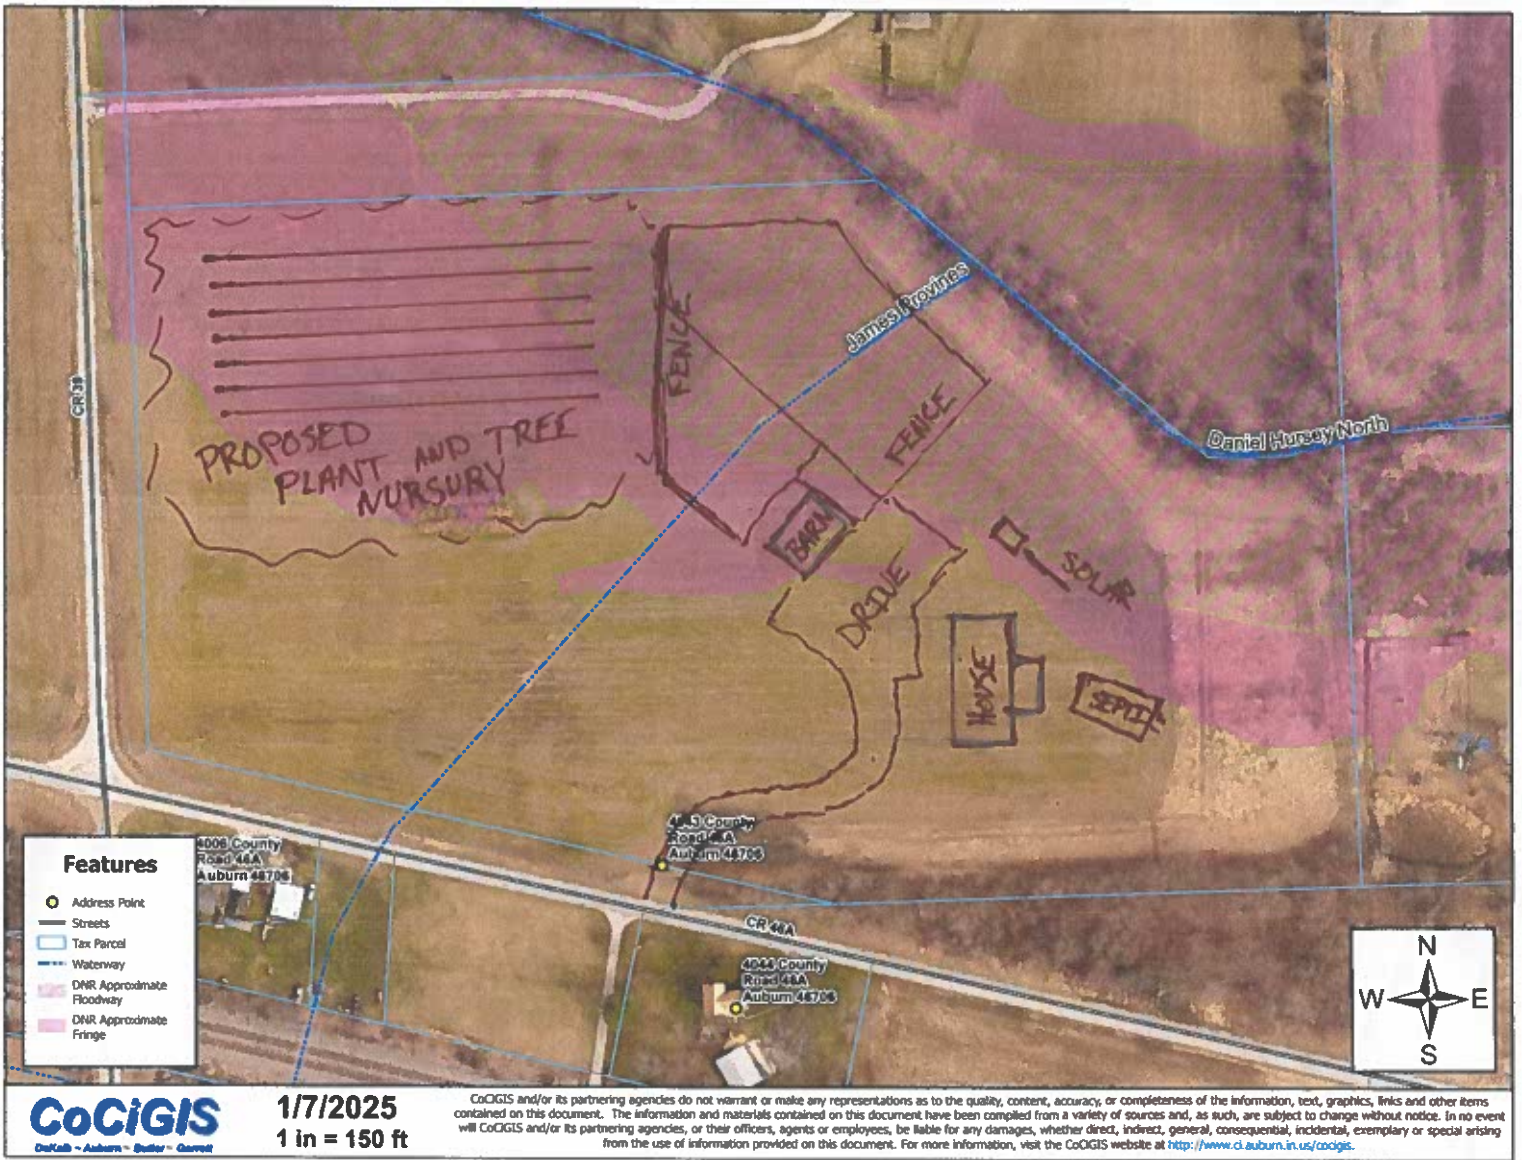 CR 39
FENCE
James Provines
FENCE
Daniel Hursey North
PROPOSED
PLANT AND TREE
NURSURY
BARN
DRIVE
SOLAR
HOUSE
SEPTI
4043 County
Road 46A
Auburn 46706
4006 County
Road 46A
Auburn 46706
CR 46A
4044 County
Road 46A
Auburn 46706
Features
Address Point
Streets
Tax Parcel
Waterway
DNR Approximate
Floodway
DNR Approximate
Fringe
N
W E
S
CoCiGIS
DeKalb ~ Auburn ~ Butler ~ Garrett
1/7/2025
1 in = 150 ft
CoCiGIS and/or its partnering agencies do not warrant or make any representations as to the quality, content, accuracy, or completeness of the information, text, graphics, links and other items
contained on this document. The information and materials contained on this document have been compiled from a variety of sources and, as such, are subject to change without notice. In no event
will CoCiGIS and/or its partnering agencies, or their officers, agents or employees, be liable for any damages, whether direct, indirect, general, consequential, incidental, exemplary or special arising
from the use of information provided on this document. For more information, visit the CoCiGIS website at http://www.ci.auburn.in.us/cocigis.